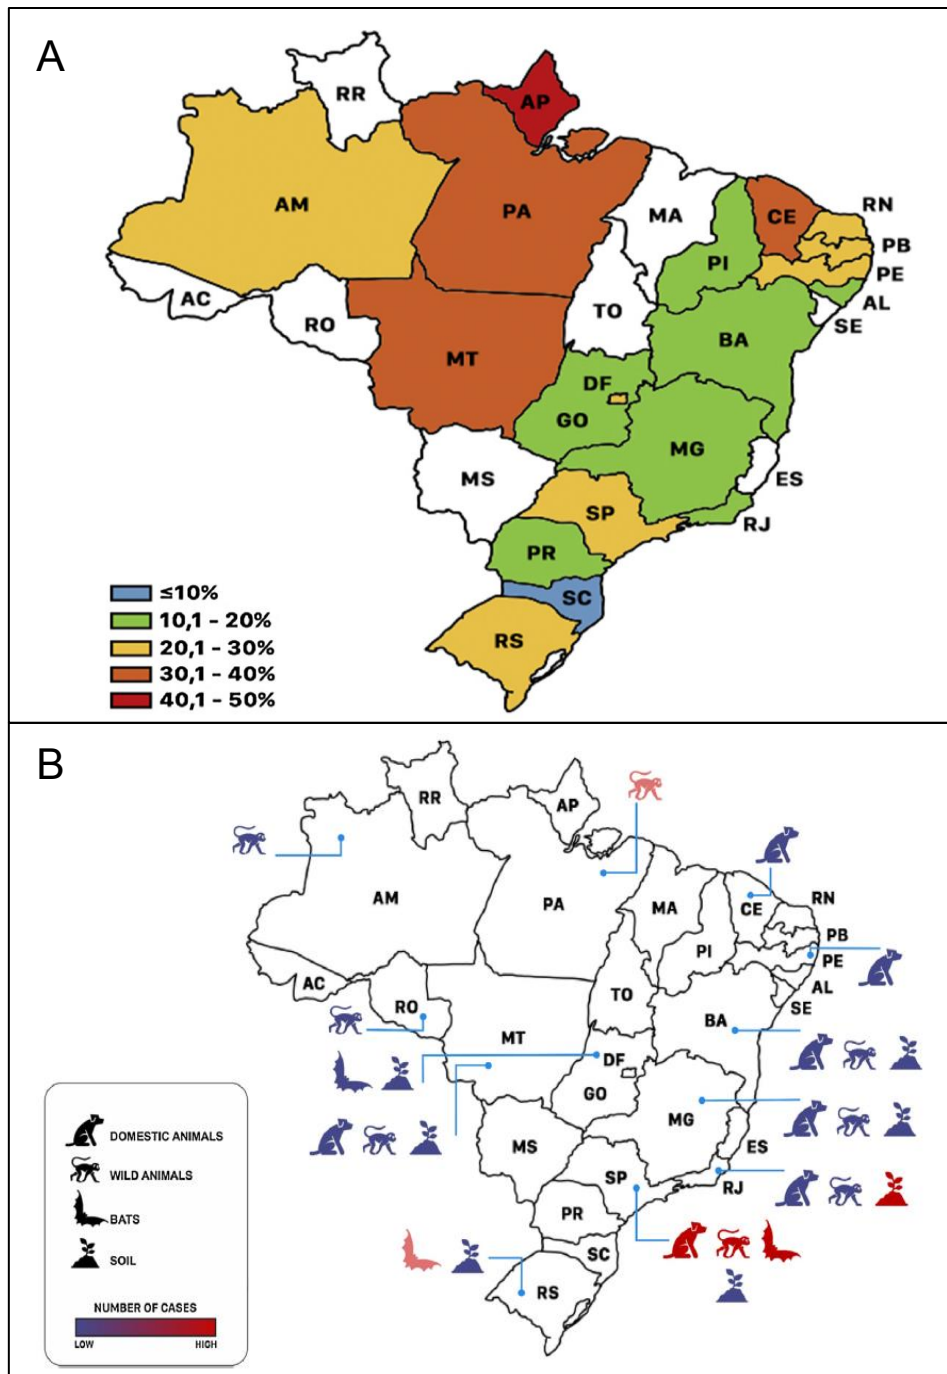 A
RR
AP
AM
PA
MA
CE
RN
PI
PB
PE
AC
AL
RO
TO
SE
BA
MT
DF
GO
MG
MS
ES
SP
RJ
PR
SC
RS
≤10%
10,1 – 20%
20,1 – 30%
30,1 – 40%
40,1 – 50%
B
RR
AP
AM
PA
MA
CE
RN
PB
PI
PE
AC
AL
TO
RO
SE
BA
MT
DF
GO
MG
MS
ES
SP
RJ
PR
SC
RS
DOMESTIC ANIMALS
WILD ANIMALS
BATS
SOIL
NUMBER OF CASES
LOW HIGH